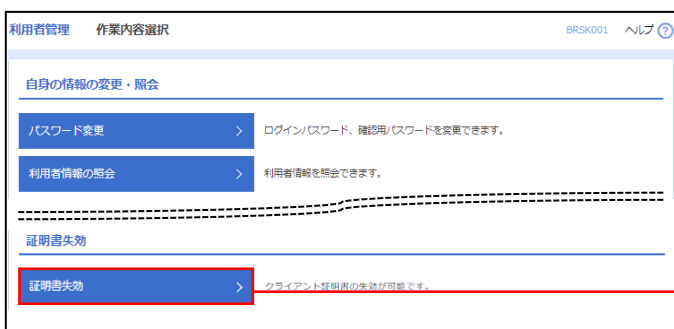 利用者管理 作業内容選択 BRSK001 ヘルプ ?
自身の情報の変更・照会
パスワード変更 ログインパスワード、確認用パスワードを変更できます。
利用者情報の照会 利用者情報を照会できます。
証明書失効
証明書失効 クライアント証明書の失効が可能です。